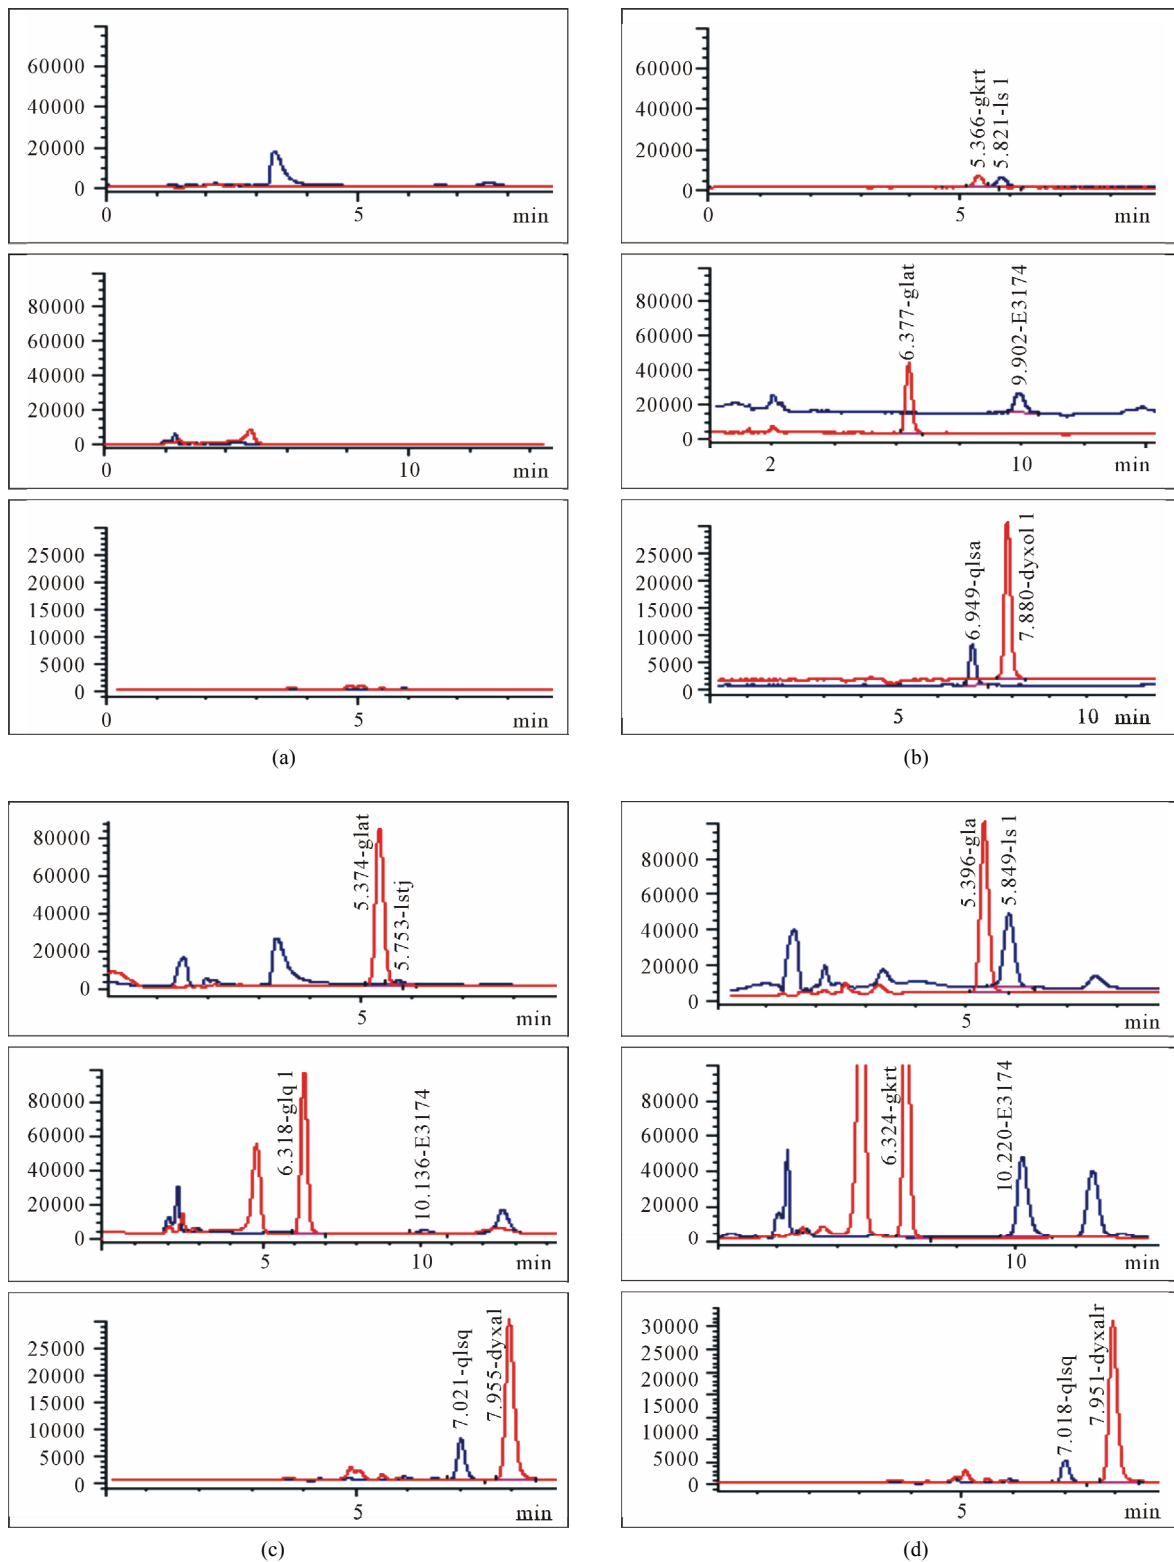 60000
40000
20000
0
0 5 min
80000
60000
40000
20000
0
0 10 min
25000
20000
15000
10000
5000
0
0 5 min
(a)
60000
40000
20000
0
5.366-gkrt
5.821-ls 1
0 5 min
80000
60000
40000
20000
0
6.377-glat
9.902-E3174
2 10 min
25000
20000
15000
10000
5000
0
6.949-qlsa
7.880-dyxol 1
5 10 min
(b)
80000
60000
40000
20000
0
5.374-glat
5.753-lstj
5 min
80000
60000
40000
20000
0
6.318-glq 1
10.136-E3174
5 10 min
25000
20000
15000
10000
5000
0
7.021-qlsq
7.955-dyxal
5 min
(c)
80000
60000
40000
20000
0
5.396-gla
5.849-ls 1
5 min
80000
60000
40000
20000
0
6.324-gkrt
10.220-E3174
10 min
30000
25000
20000
15000
10000
5000
0
7.018-qlsq
7.951-dyxalr
5 min
(d)